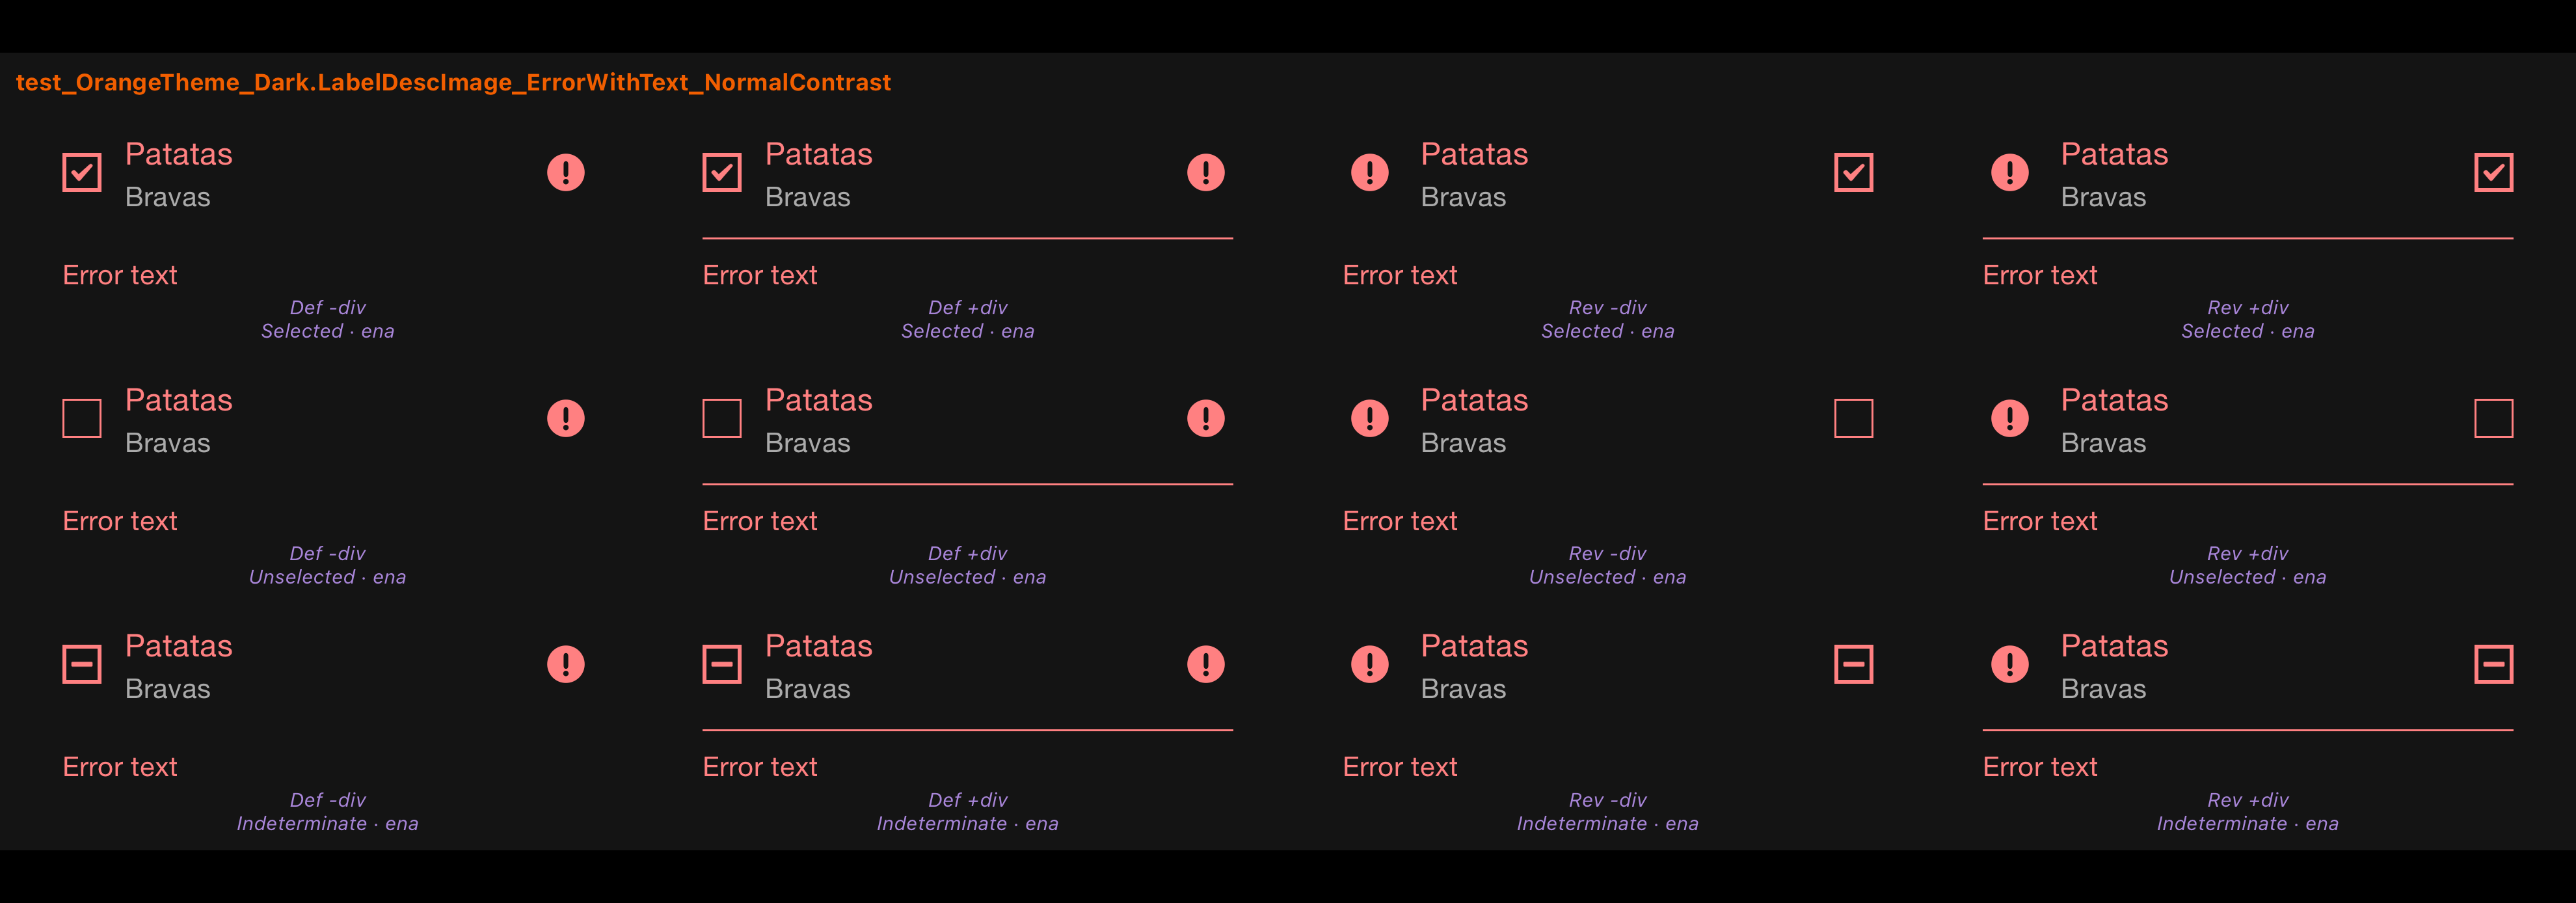 test_OrangeTheme_Dark.LabelDescImage_ErrorWithText_NormalContrast
Patatas
Bravas
Error text
Def -div
Selected · ena
Patatas
Bravas
Error text
Def +div
Selected · ena
Patatas
Bravas
Error text
Rev -div
Selected · ena
Patatas
Bravas
Error text
Rev +div
Selected · ena
Patatas
Bravas
Error text
Def -div
Unselected · ena
Patatas
Bravas
Error text
Def +div
Unselected · ena
Patatas
Bravas
Error text
Rev -div
Unselected · ena
Patatas
Bravas
Error text
Rev +div
Unselected · ena
Patatas
Bravas
Error text
Def -div
Indeterminate · ena
Patatas
Bravas
Error text
Def +div
Indeterminate · ena
Patatas
Bravas
Error text
Rev -div
Indeterminate · ena
Patatas
Bravas
Error text
Rev +div
Indeterminate · ena